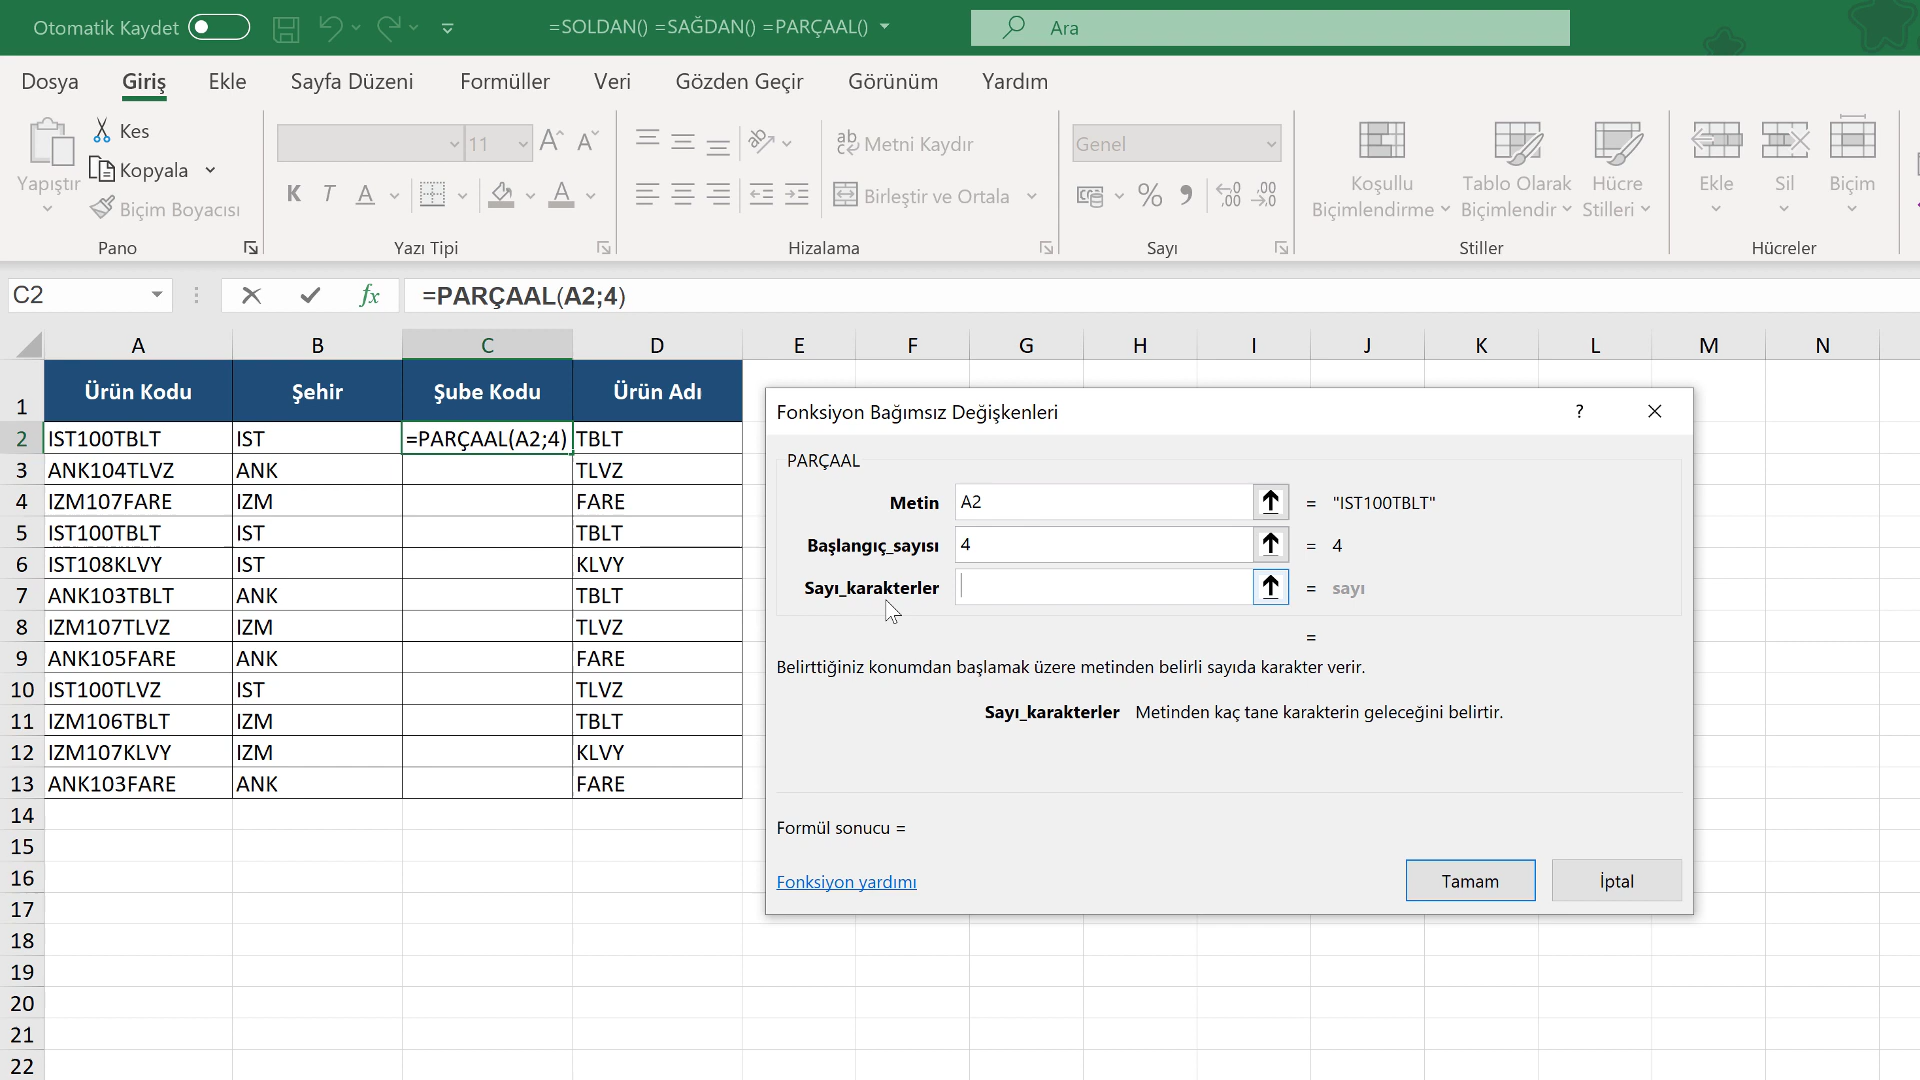 Otomatik Kaydet
=SOLDAN() =SAĞDAN() =PARÇAAL()
Ara
Dosya Giriş Ekle Sayfa Düzeni Formüller Veri Gözden Geçir Görünüm Yardım
Yapıştır
Kes
Kopyala
Biçim Boyacısı
Pano
11
K T A
Yazı Tipi
Metni Kaydır
Birleştir ve Ortala
Hizalama
Genel
Sayı
Koşullu
Biçimlendirme
Tablo Olarak
Biçimlendir
Hücre
Stilleri
Stiller
Ekle
Sil
Biçim
Hücreler
C2
fx
=PARÇAAL(A2;4)
A B C D E F G H I J K L M N
1 Ürün Kodu Şehir Şube Kodu Ürün Adı
2 IST100TBLT IST =PARÇAAL(A2;4) TBLT
3 ANK104TLVZ ANK TLVZ
4 IZM107FARE IZM FARE
5 IST100TBLT IST TBLT
6 IST108KLVY IST KLVY
7 ANK103TBLT ANK TBLT
8 IZM107TLVZ IZM TLVZ
9 ANK105FARE ANK FARE
10 IST100TLVZ IST TLVZ
11 IZM106TBLT IZM TBLT
12 IZM107KLVY IZM KLVY
13 ANK103FARE ANK FARE
14
15
16
17
18
19
20
21
22
Fonksiyon Bağımsız Değişkenleri ?
PARÇAAL
Metin A2 = "IST100TBLT"
Başlangıç_sayısı 4 = 4
Sayı_karakterler = sayı
=
Belirttiğiniz konumdan başlamak üzere metinden belirli sayıda karakter verir.
Sayı_karakterler Metinden kaç tane karakterin geleceğini belirtir.
Formül sonucu =
Fonksiyon yardımı
Tamam
İptal